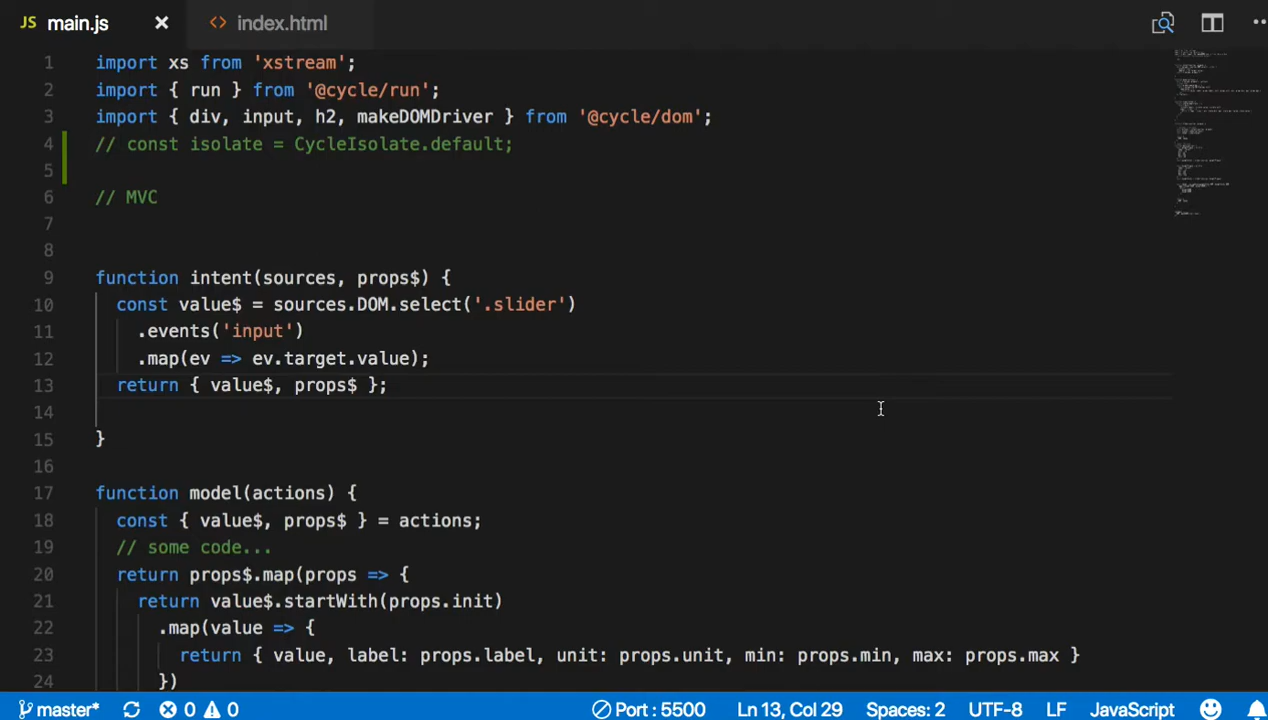 JS main.js × <> index.html
1 import xs from 'xstream';
2 import { run } from '@cycle/run';
3 import { div, input, h2, makeDOMDriver } from '@cycle/dom';
4 // const isolate = CycleIsolate.default;
5
6 // MVC
7
8
9 function intent(sources, props$) {
10 const value$ = sources.DOM.select('.slider')
11 .events('input')
12 .map(ev => ev.target.value);
13 return { value$, props$ };
14
15 }
16
17 function model(actions) {
18 const { value$, props$ } = actions;
19 // some code...
20 return props$.map(props => {
21 return value$.startWith(props.init)
22 .map(value => {
23 return { value, label: props.label, unit: props.unit, min: props.min, max: props.max }
24 })
master* 0 0 Port : 5500 Ln 13, Col 29 Spaces: 2 UTF-8 LF JavaScript